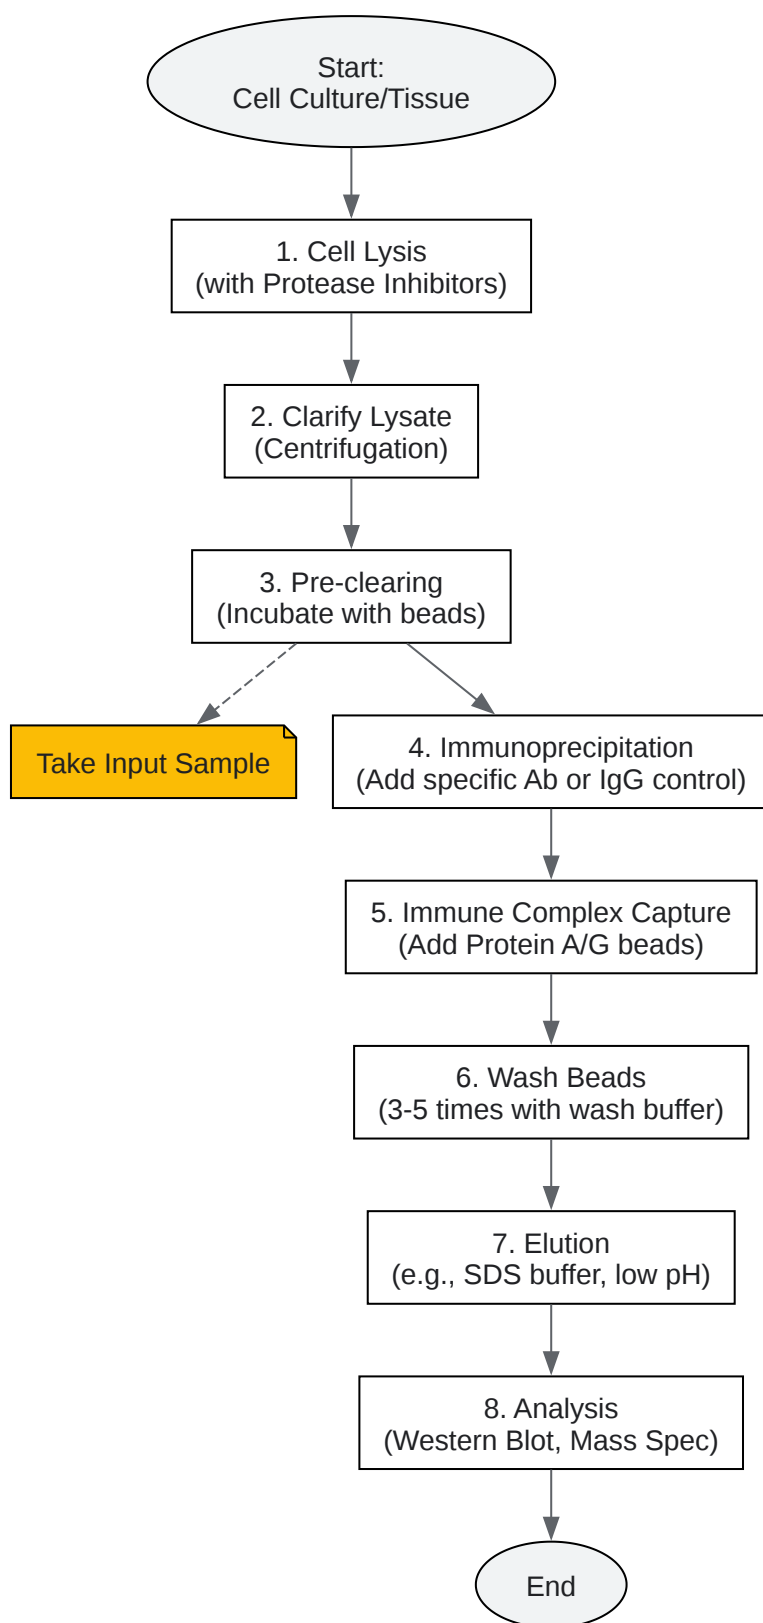 Start:
Cell Culture/Tissue
1. Cell Lysis
(with Protease Inhibitors)
2. Clarify Lysate
(Centrifugation)
3. Pre-clearing
(Incubate with beads)
Take Input Sample
4. Immunoprecipitation
(Add specific Ab or IgG control)
5. Immune Complex Capture
(Add Protein A/G beads)
6. Wash Beads
(3-5 times with wash buffer)
7. Elution
(e.g., SDS buffer, low pH)
8. Analysis
(Western Blot, Mass Spec)
End